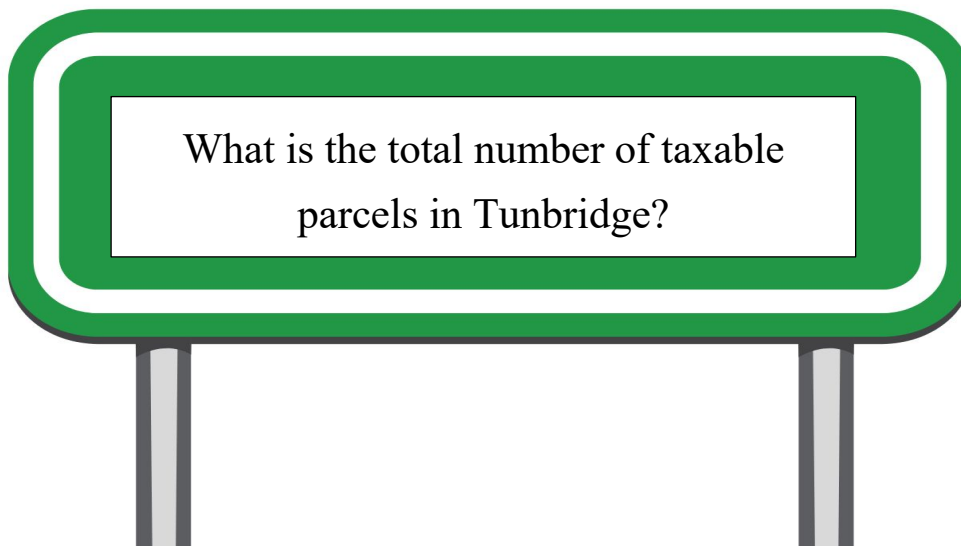 What is the total number of taxable
parcels in Tunbridge?